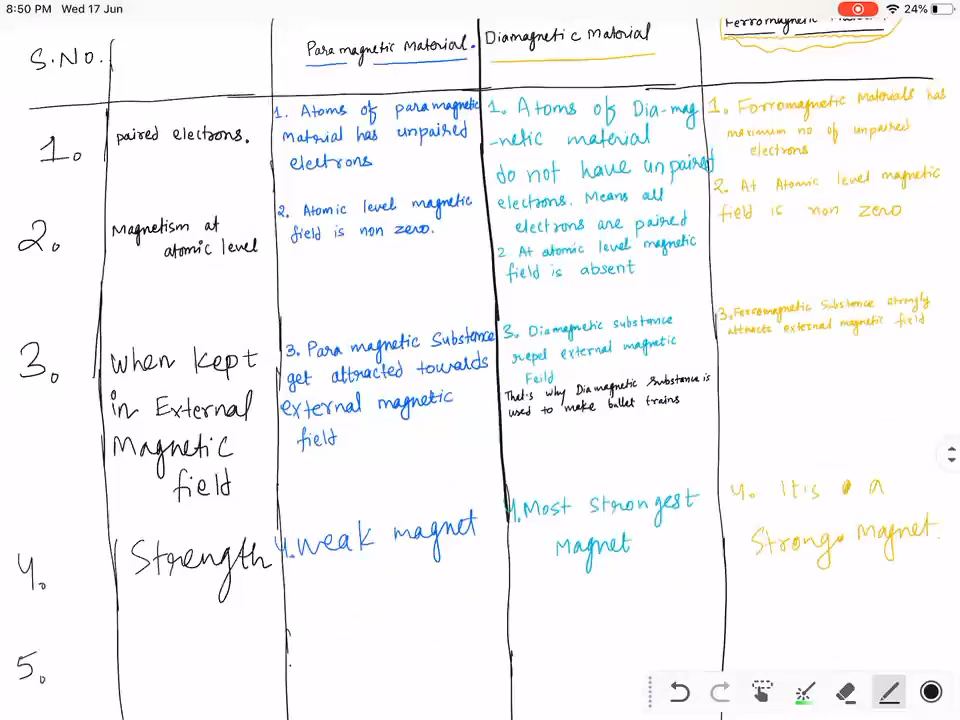 8:50 PM Wed 17 Jun
24%
S.No.
Para magnetic Material.
Diamagnetic Material
Ferromagnetic
1.
paired electrons.
1. Atoms of paramagnetic
Matrial has unpaired
electrons
1. Atoms of Dia-mag
-netic material
do not have unpaired
electrons. Means all
electrons are paired
1. Forromagnetic Materials has
maximum no of unpaired
electrons
2.
Magnetism at
atomic level
2. Atomic level magnetic
field is non zero.
2 At atomic level magnetic
field is absent
2. At Atomic level magnetic
field is non zero
3.
When Kept
in External
Magnetic
field
3. Para magnetic Substance
get attracted towards
external magnetic
field
3. Diamagnetic substance
repel external magnetic
Feild
That's why Diamagnetic Substance is
used to make bullet trains
3. Ferromagnetic Substance strongly
attracts external magnetic field
4.
Strength
4. Weak magnet
4. Most Strongest
Magnet
4. It's a
Strong Magnet.
5.